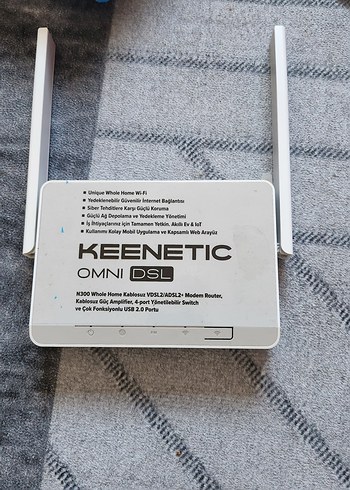 Unique Whole Home Wi-Fi
Yedeklenebilir Güvenilir İnternet Bağlantısı
Siber Tehditlere Karşı Güçlü Koruma
Güçlü Ağ Depolama ve Yedekleme Yönetimi
İş İhtiyaçlarınız için Tamamen Yetkin, Akıllı Ev & IoT
Kullanımı Kolay Mobil Uygulama ve Kapsamlı Web Arayüz
KEENETIC
OMNI DSL
N300 Whole Home Kablosuz VDSL2/ADSL2+ Modem Router,
Kablosuz Güç Amplifier, 4-port Yönetilebilir Switch
ve Çok Fonksiyonlu USB 2.0 Portu